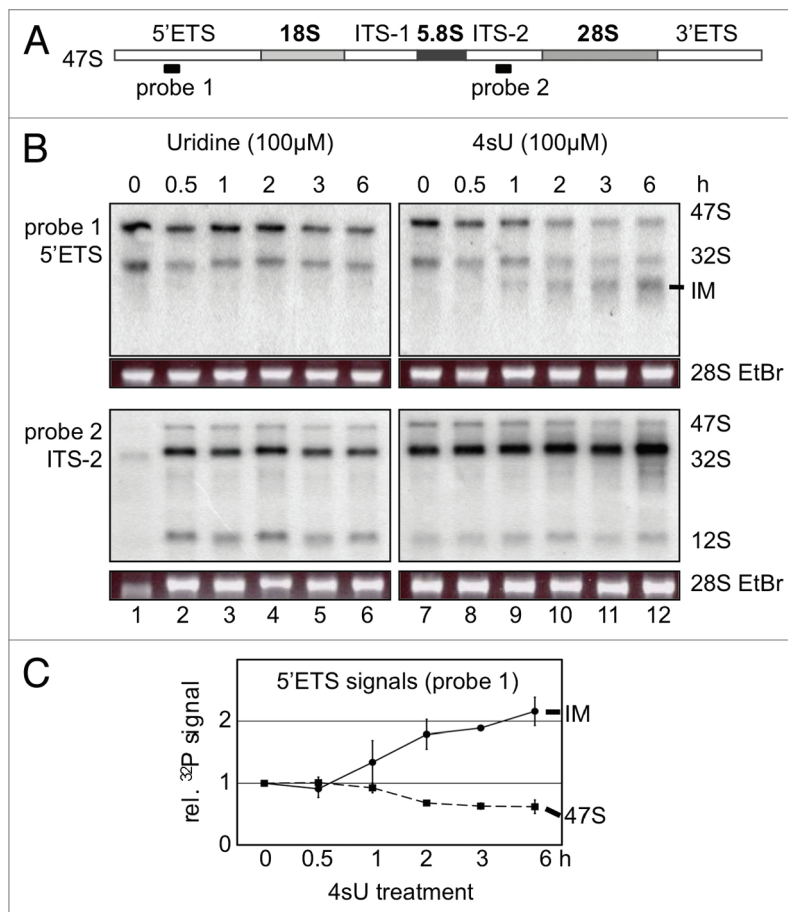 A
5'ETS 18S ITS-1 5.8S ITS-2 28S 3'ETS
47S
probe 1 probe 2
B
Uridine (100µM) 4sU (100µM)
0 0.5 1 2 3 6 0 0.5 1 2 3 6 h
probe 1
5'ETS
47S
32S
IM
28S EtBr
probe 2
ITS-2
47S
32S
12S
28S EtBr
1 2 3 4 5 6 7 8 9 10 11 12
C
5'ETS signals (probe 1)
rel. ³²P signal
2
1
0
IM
47S
0 0.5 1 2 3 6 h
4sU treatment